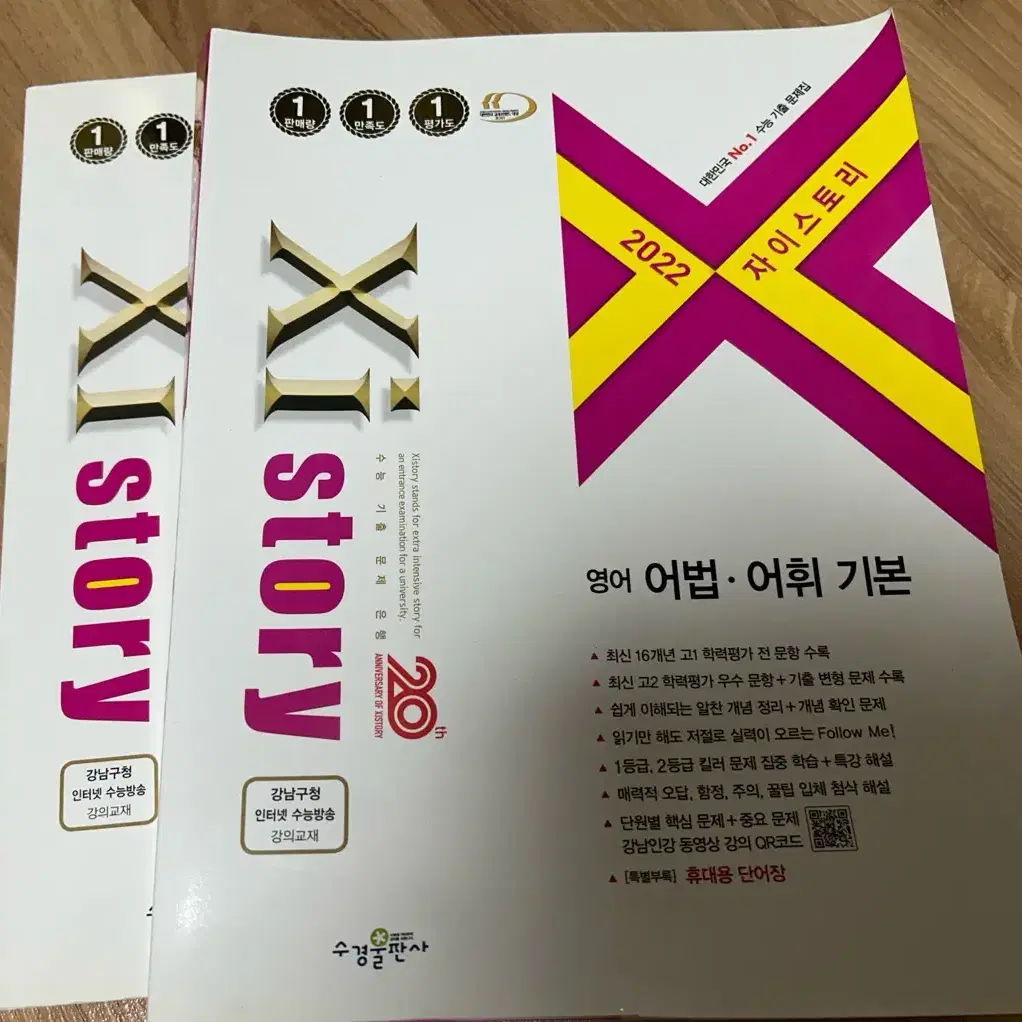 1
판매량
1
만족도
Xi
story
강남구청
인터넷 수능방송
강의교재
1
판매량
1
만족도
1
평가도
대한민국 No.1 수능 기출 문제집
2022
자이스토리
Xi
story
Xistory stands for extra intensive story for
an entrance examination for a university.
수능 기출 문제 은행
20th
ANNIVERSARY OF XISTORY
영어 어법·어휘 기본
▲ 최신 16개년 고1 학력평가 전 문항 수록
▲ 최신 고2 학력평가 우수 문항+기출 변형 문제 수록
▲ 쉽게 이해되는 알찬 개념 정리+개념 확인 문제
▲ 읽기만 해도 저절로 실력이 오르는 Follow Me!
▲ 1등급, 2등급 킬러 문제 집중 학습+특강 해설
▲ 매력적 오답, 함정, 주의, 꿀팁 입체 첨삭 해설
▲ 단원별 핵심 문제+중요 문제
강남인강 동영상 강의 QR코드
▲ [특별부록] 휴대용 단어장
강남구청
인터넷 수능방송
강의교재
수경출판사